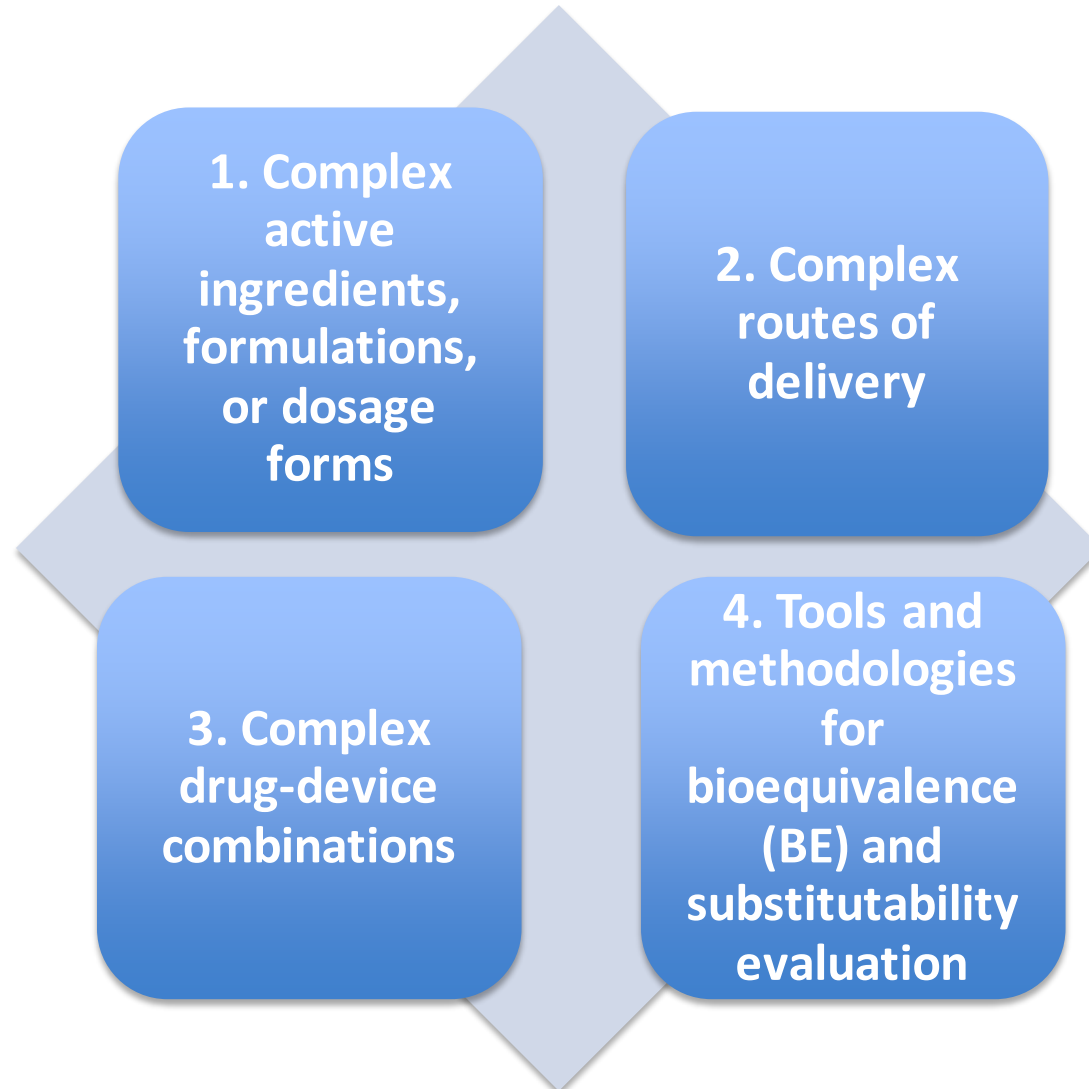 1. Complex
active
ingredients,
formulations,
or dosage
forms
2. Complex
routes of
delivery
3. Complex
drug-device
combinations
4. Tools and
methodologies
for
bioequivalence
(BE) and
substitutability
evaluation